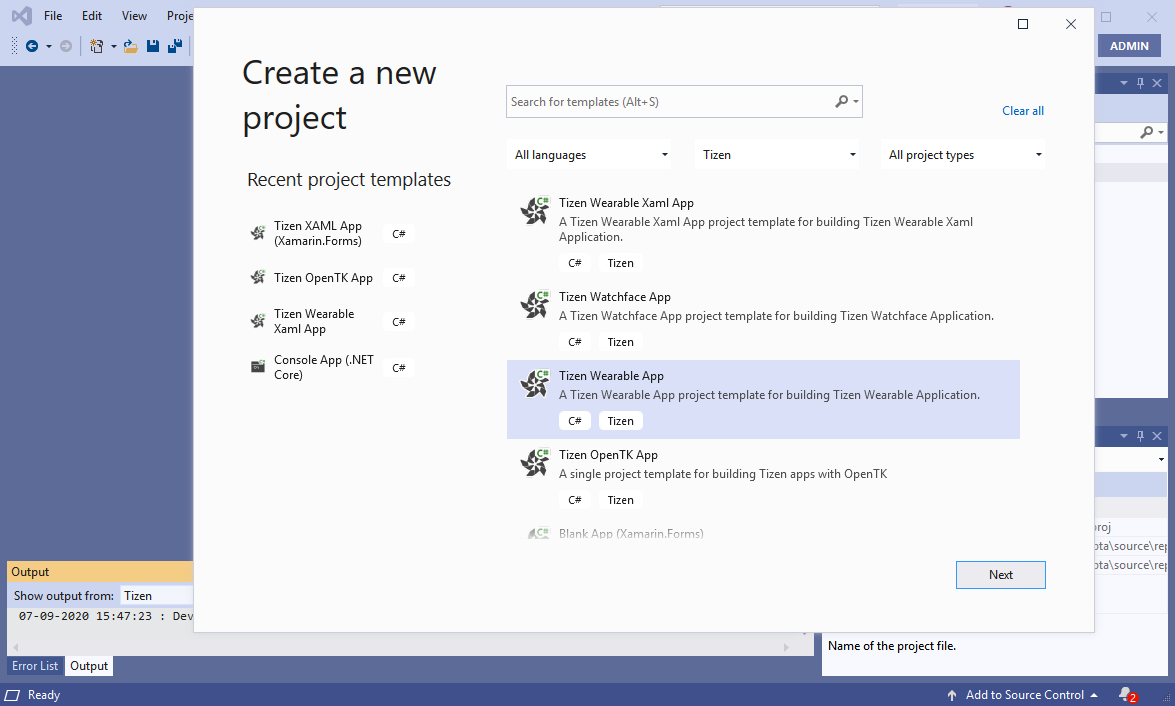 File Edit View Proje
ADMIN
Create a new
project
Search for templates (Alt+S)
Clear all
All languages
Tizen
All project types
Recent project templates
Tizen XAML App
(Xamarin.Forms)
C#
Tizen OpenTK App
C#
Tizen Wearable
Xaml App
C#
Console App (.NET
Core)
C#
Tizen Wearable Xaml App
A Tizen Wearable Xaml App project template for building Tizen Wearable Xaml
Application.
C# Tizen
Tizen Watchface App
A Tizen Watchface App project template for building Tizen Watchface Application.
C# Tizen
Tizen Wearable App
A Tizen Wearable App project template for building Tizen Wearable Application.
C# Tizen
Tizen OpenTK App
A single project template for building Tizen apps with OpenTK
C# Tizen
Blank App (Xamarin.Forms)
Next
roj
ota\source\rep
ota\source\rep
Name of the project file.
Output
Show output from: Tizen
07-09-2020 15:47:23 : Dev
Error List Output
Ready
Add to Source Control
2